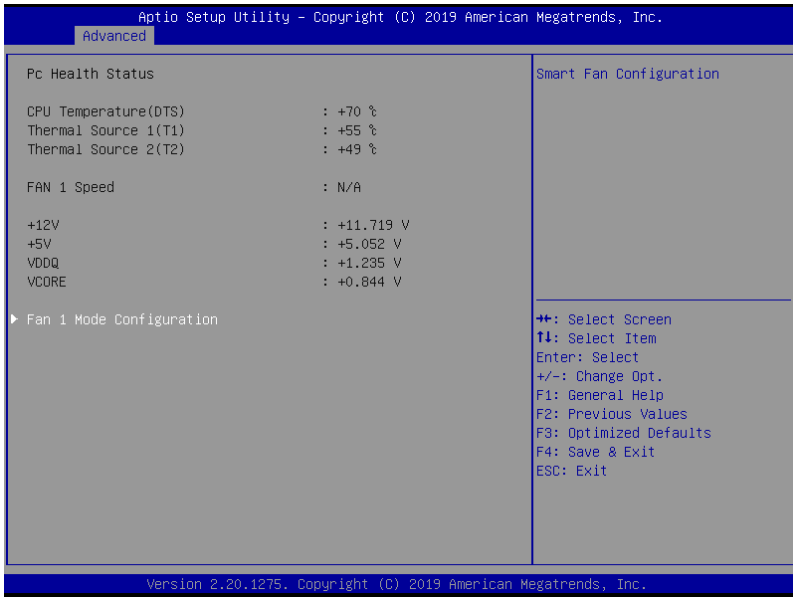 Aptio Setup Utility – Copyright (C) 2019 American Megatrends, Inc.
Advanced
Pc Health Status
CPU Temperature(DTS) : +70 ℃
Thermal Source 1(T1) : +55 ℃
Thermal Source 2(T2) : +49 ℃
FAN 1 Speed : N/A
+12V : +11.719 V
+5V : +5.052 V
VDDQ : +1.235 V
VCORE : +0.844 V
▶ Fan 1 Mode Configuration
Smart Fan Configuration
→←: Select Screen
↑↓: Select Item
Enter: Select
+/-: Change Opt.
F1: General Help
F2: Previous Values
F3: Optimized Defaults
F4: Save & Exit
ESC: Exit
Version 2.20.1275. Copyright (C) 2019 American Megatrends, Inc.